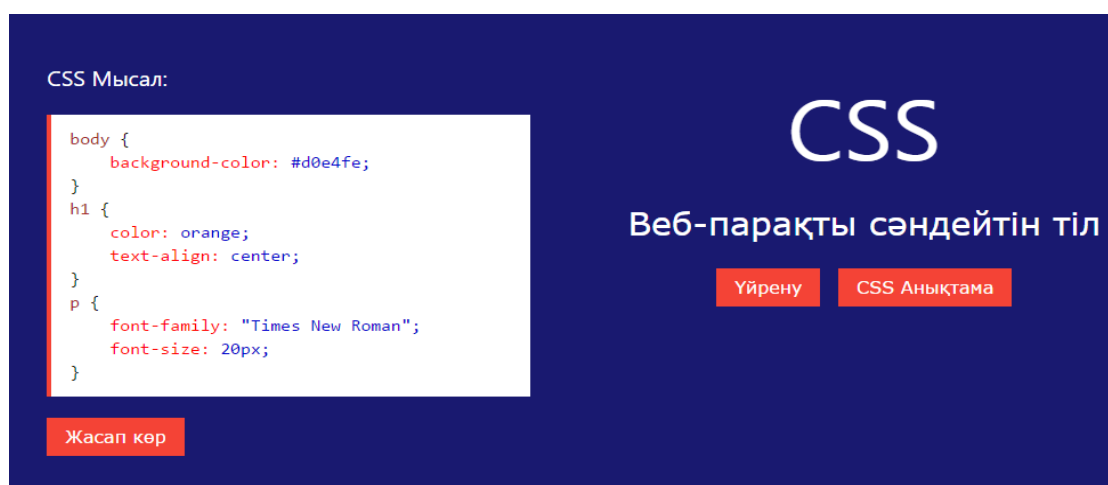 CSS Мысал:
body {
    background-color: #d0e4fe;
}
h1 {
    color: orange;
    text-align: center;
}
p {
    font-family: "Times New Roman";
    font-size: 20px;
}
Жасап көр
CSS
Веб-парақты сәндейтін тіл
Үйрену
CSS Анықтама